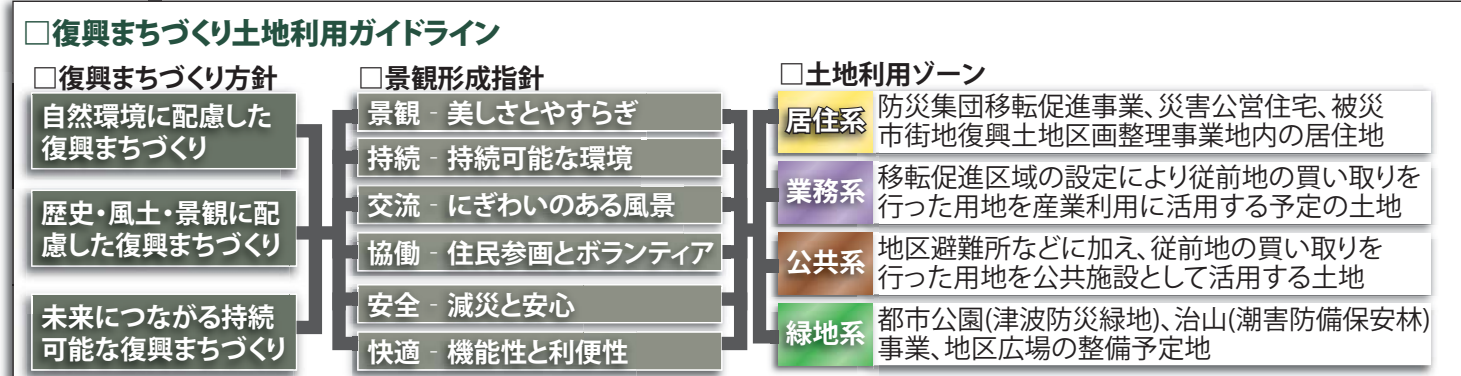 □復興まちづくり土地利用ガイドライン
□復興まちづくり方針
自然環境に配慮した
復興まちづくり
歴史・風土・景観に配
慮した復興まちづくり
未来につながる持続
可能な復興まちづくり
□景観形成指針
景観 - 美しさとやすらぎ
持続 - 持続可能な環境
交流 - にぎわいのある風景
協働 - 住民参画とボランティア
安全 - 減災と安心
快適 - 機能性と利便性
□土地利用ゾーン
居住系
防災集団移転促進事業、災害公営住宅、被災
市街地復興土地区画整理事業地内の居住地
業務系
移転促進区域の設定により従前地の買い取りを
行った用地を産業利用に活用する予定の土地
公共系
地区避難所などに加え、従前地の買い取りを
行った用地を公共施設として活用する土地
緑地系
都市公園(津波防災緑地)、治山(潮害防備保安林)
事業、地区広場の整備予定地